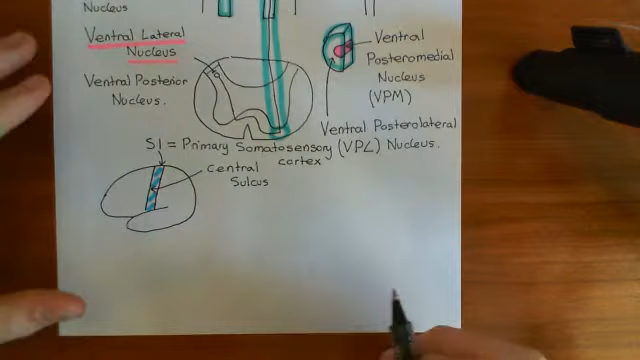 Nucleus
Ventral Lateral
Nucleus
Ventral Posterior
Nucleus.
Ventral
Posteromedial
Nucleus
(VPM)
Ventral Posterolateral
(VPL) Nucleus.
S1 = Primary Somatosensory
cortex
central
Sulcus